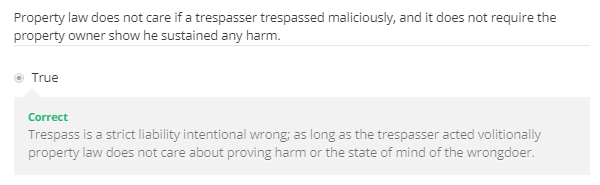 Property law does not care if a trespasser trespassed maliciously, and it does not require the
property owner show he sustained any harm.
True
Correct
Trespass is a strict liability intentional wrong; as long as the trespasser acted volitionally
property law does not care about proving harm or the state of mind of the wrongdoer.